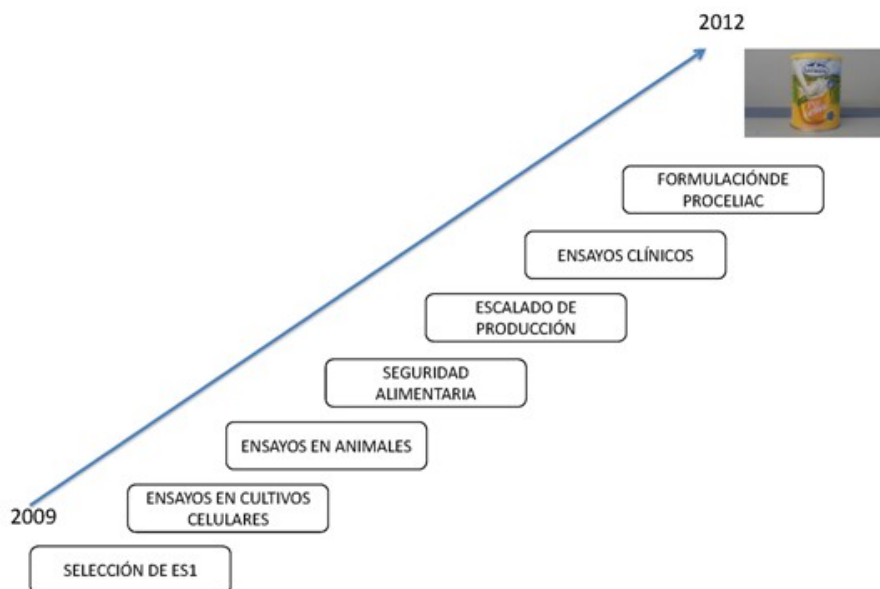 2012
FORMULACIÓNDE
PROCELIAC
ENSAYOS CLÍNICOS
ESCALADO DE
PRODUCCIÓN
SEGURIDAD
ALIMENTARIA
ENSAYOS EN ANIMALES
2009
ENSAYOS EN CULTIVOS
CELULARES
SELECCIÓN DE ES1